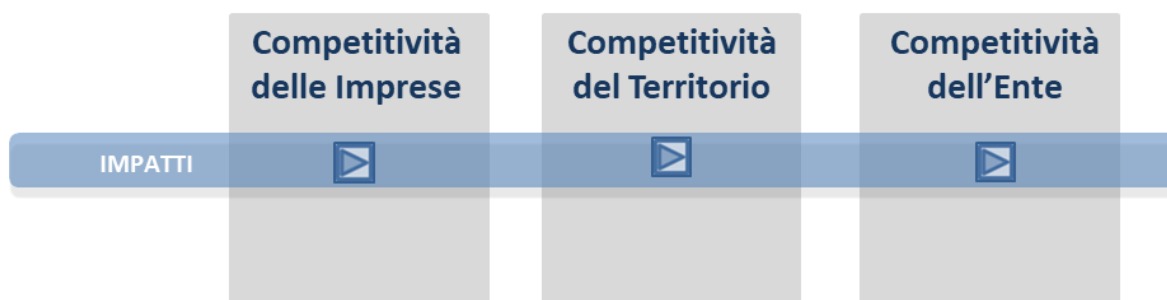 Competitività
delle Imprese
Competitività
del Territorio
Competitività
dell’Ente
IMPATTI